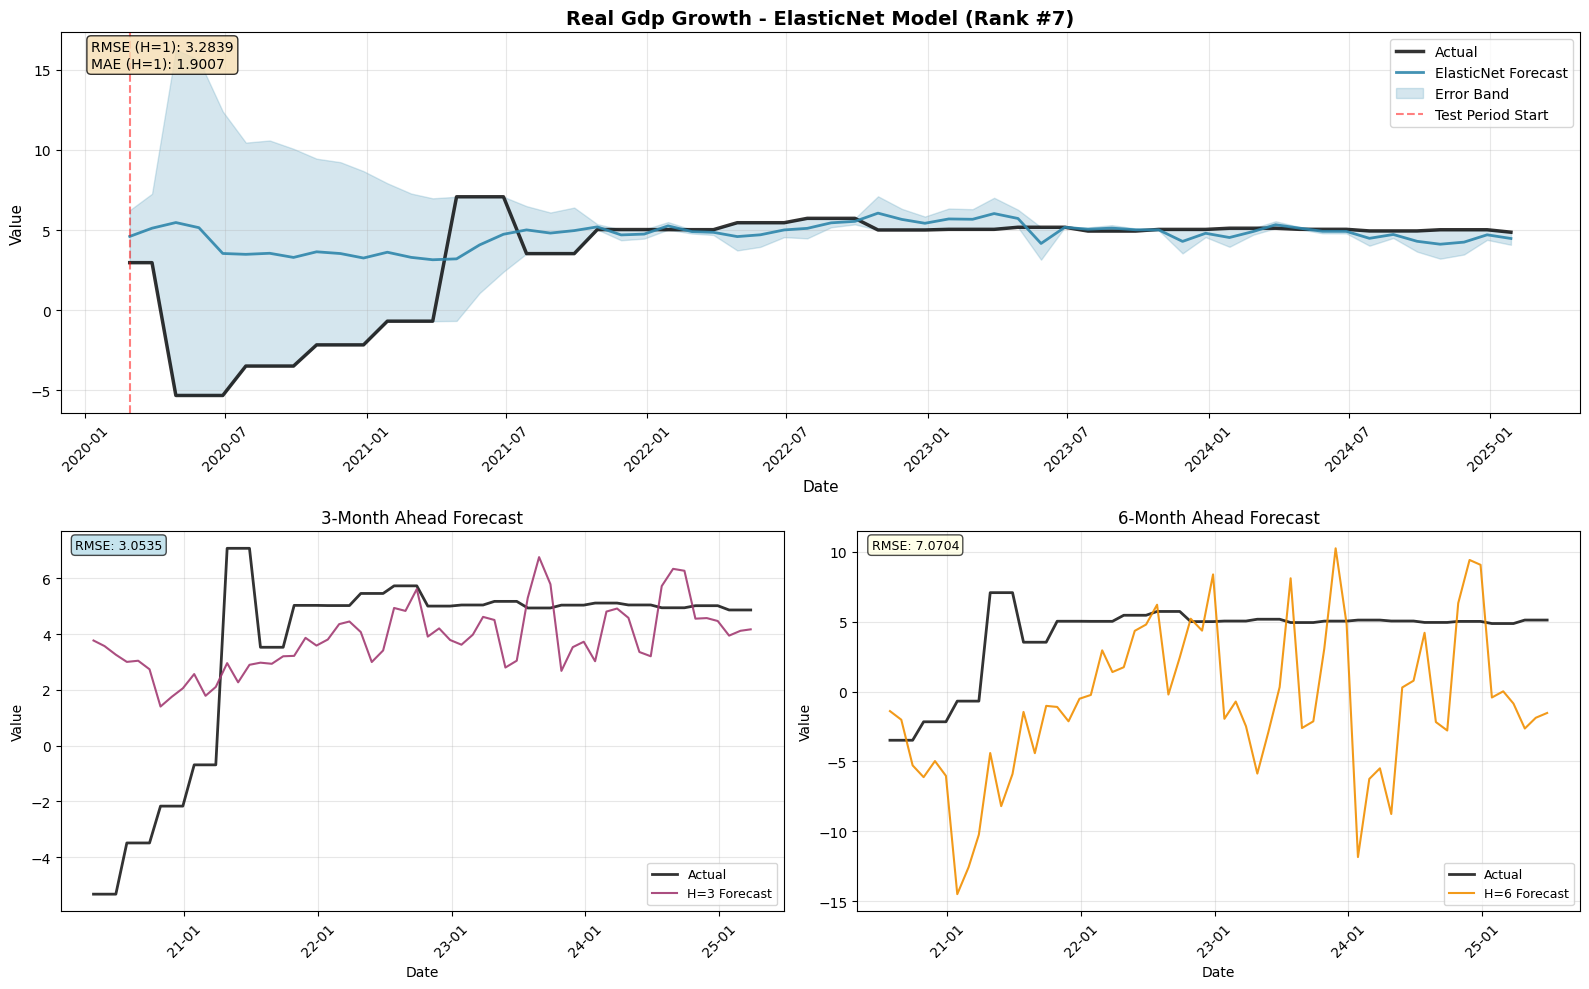 Real Gdp Growth - ElasticNet Model (Rank #7)
RMSE (H=1): 3.2839
MAE (H=1): 1.9007
Actual
ElasticNet Forecast
Error Band
Test Period Start
Value
15
10
5
0
−5
2020-01
2020-07
2021-01
2021-07
2022-01
2022-07
2023-01
2023-07
2024-01
2024-07
2025-01
Date
3-Month Ahead Forecast
RMSE: 3.0535
Value
6
4
2
0
−2
−4
Actual
H=3 Forecast
21-01
22-01
23-01
24-01
25-01
Date
6-Month Ahead Forecast
RMSE: 7.0704
Value
10
5
0
−5
−10
−15
Actual
H=6 Forecast
21-01
22-01
23-01
24-01
25-01
Date